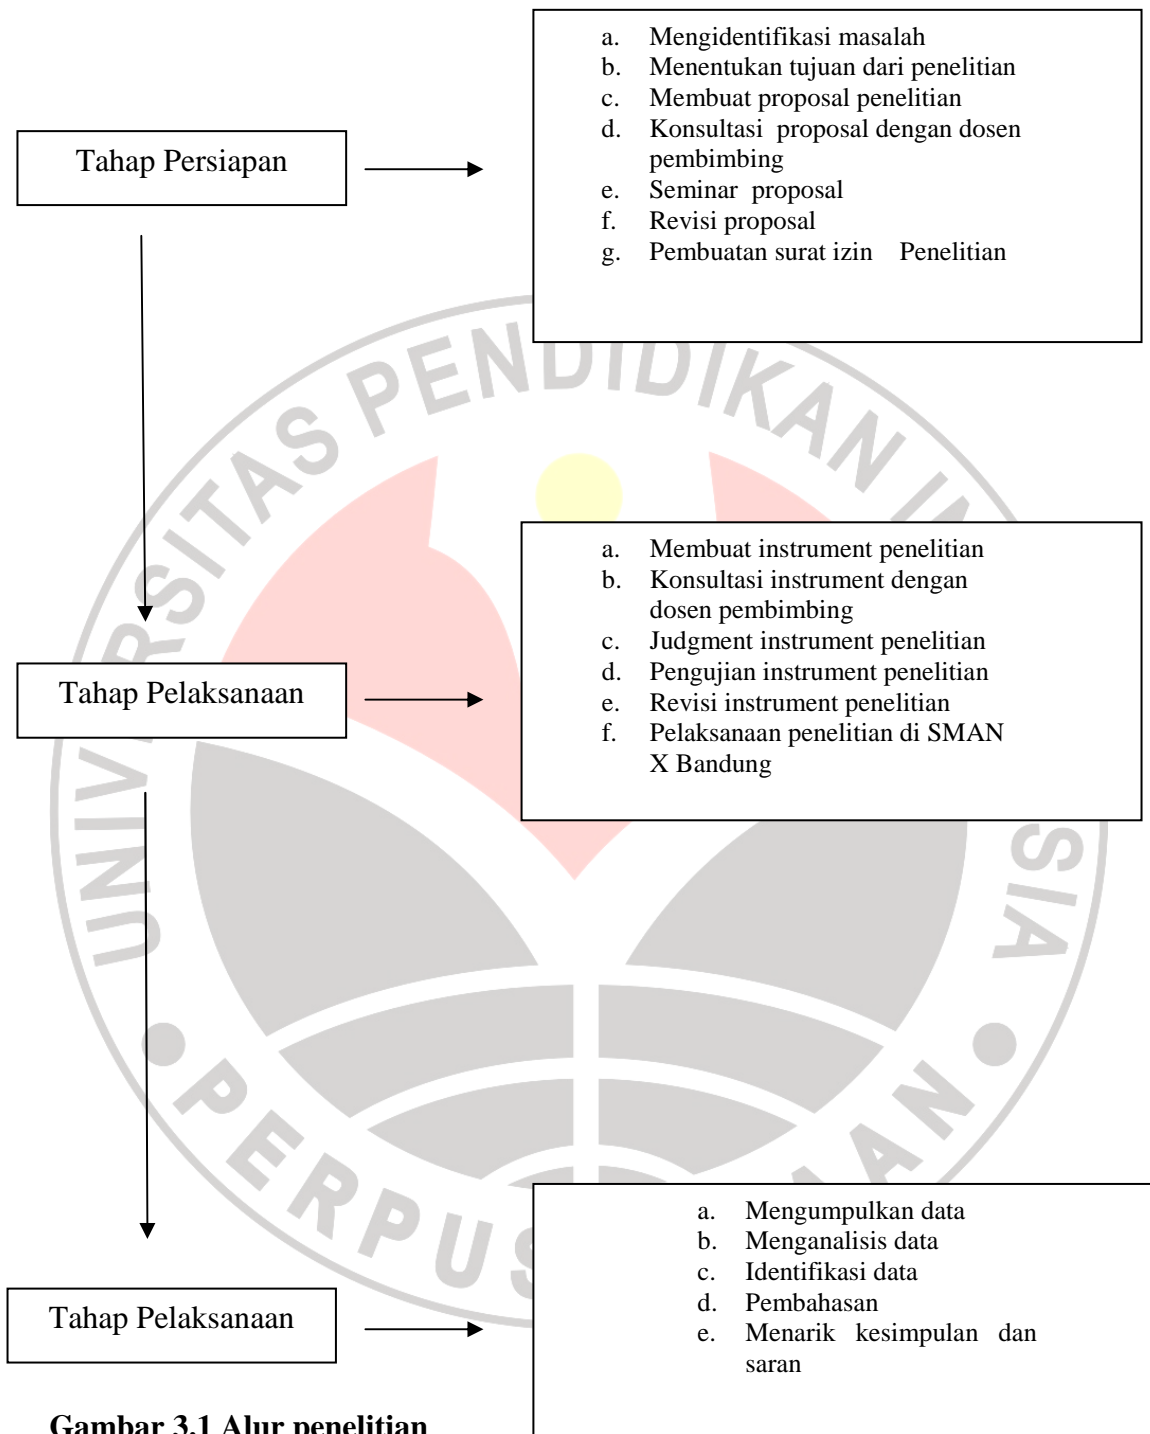 a. Mengidentifikasi masalah
b. Menentukan tujuan dari penelitian
c. Membuat proposal penelitian
d. Konsultasi proposal dengan dosen
pembimbing
e. Seminar proposal
f. Revisi proposal
g. Pembuatan surat izin Penelitian
Tahap Persiapan
a. Membuat instrument penelitian
b. Konsultasi instrument dengan
dosen pembimbing
c. Judgment instrument penelitian
d. Pengujian instrument penelitian
e. Revisi instrument penelitian
f. Pelaksanaan penelitian di SMAN
X Bandung
Tahap Pelaksanaan
a. Mengumpulkan data
b. Menganalisis data
c. Identifikasi data
d. Pembahasan
e. Menarik kesimpulan dan
saran
Tahap Pelaksanaan
Gambar 3.1 Alur penelitian
UNIVERSITAS PENDIDIKAN